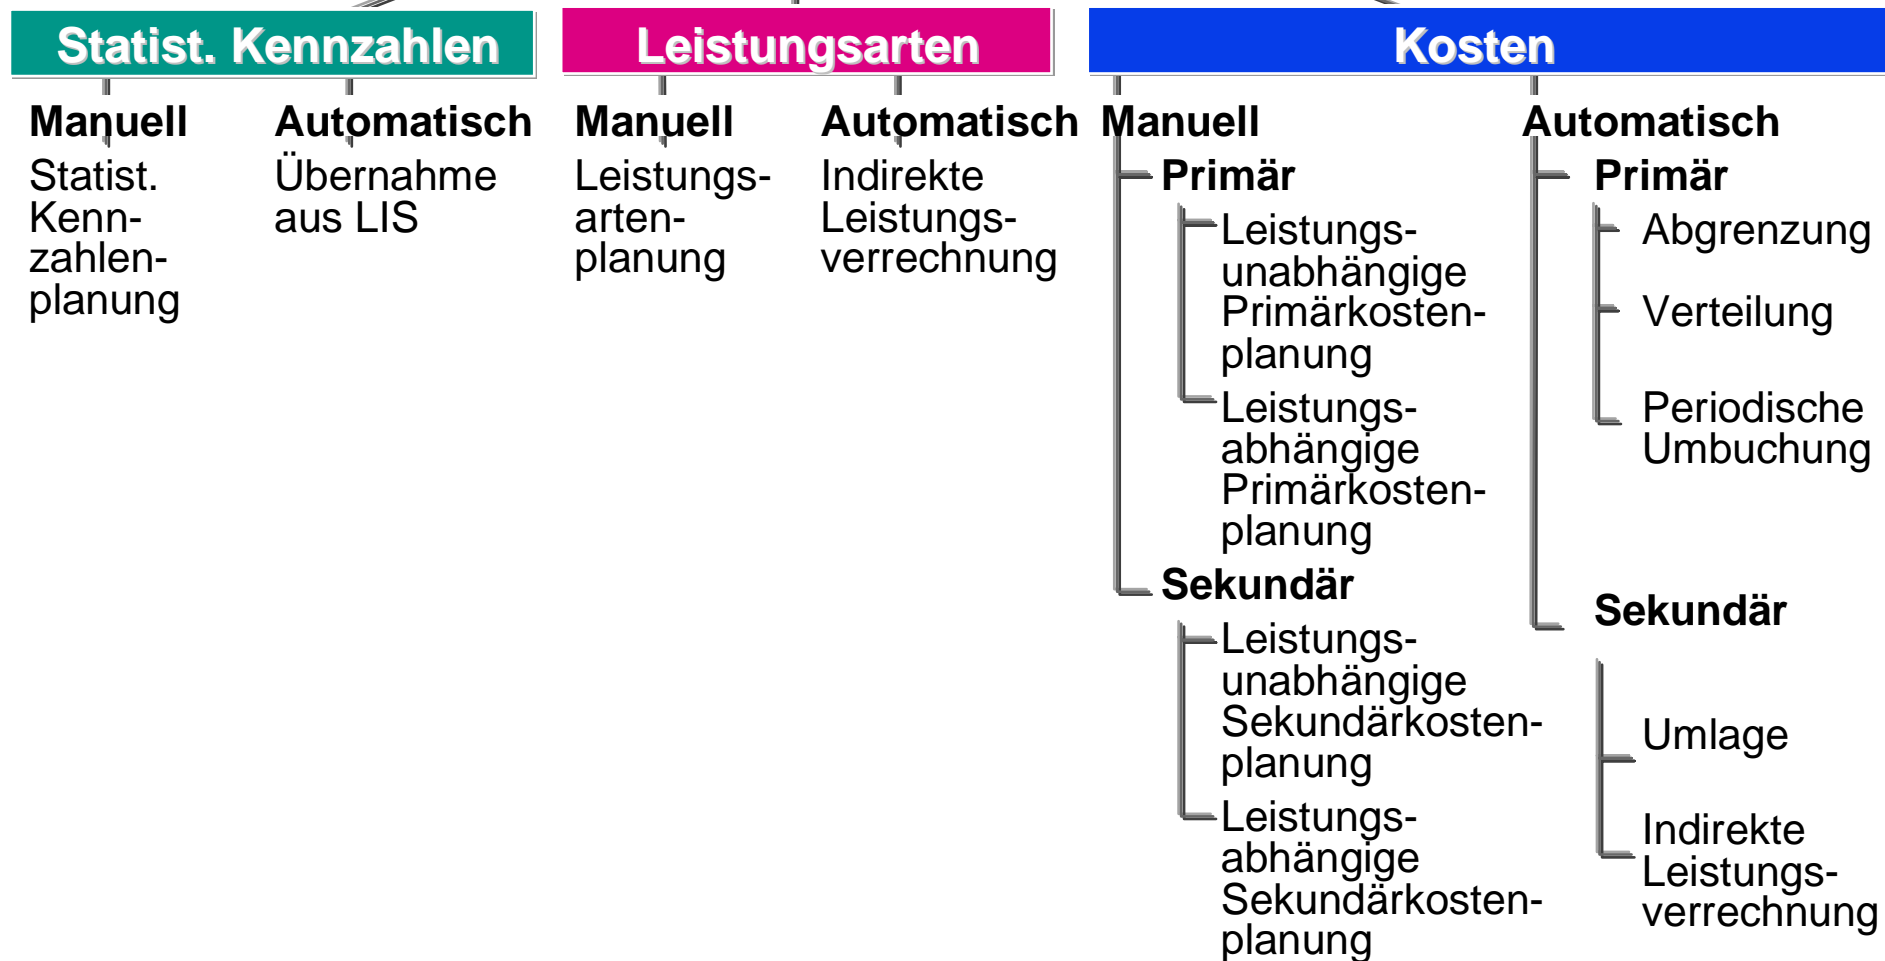 Statist. Kennzahlen
Leistungsarten
Kosten
Manuell
Statist.
Kenn-
zahlen-
planung
Automatisch
Übernahme
aus LIS
Manuell
Leistungs-
arten-
planung
Automatisch
Indirekte
Leistungs-
verrechnung
Manuell
Primär
Leistungs-
unabhängige
Primärkosten-
planung
Leistungs-
abhängige
Primärkosten-
planung
Sekundär
Leistungs-
unabhängige
Sekundärkosten-
planung
Leistungs-
abhängige
Sekundärkosten-
planung
Automatisch
Primär
Abgrenzung
Verteilung
Periodische
Umbuchung
Sekundär
Umlage
Indirekte
Leistungs-
verrechnung